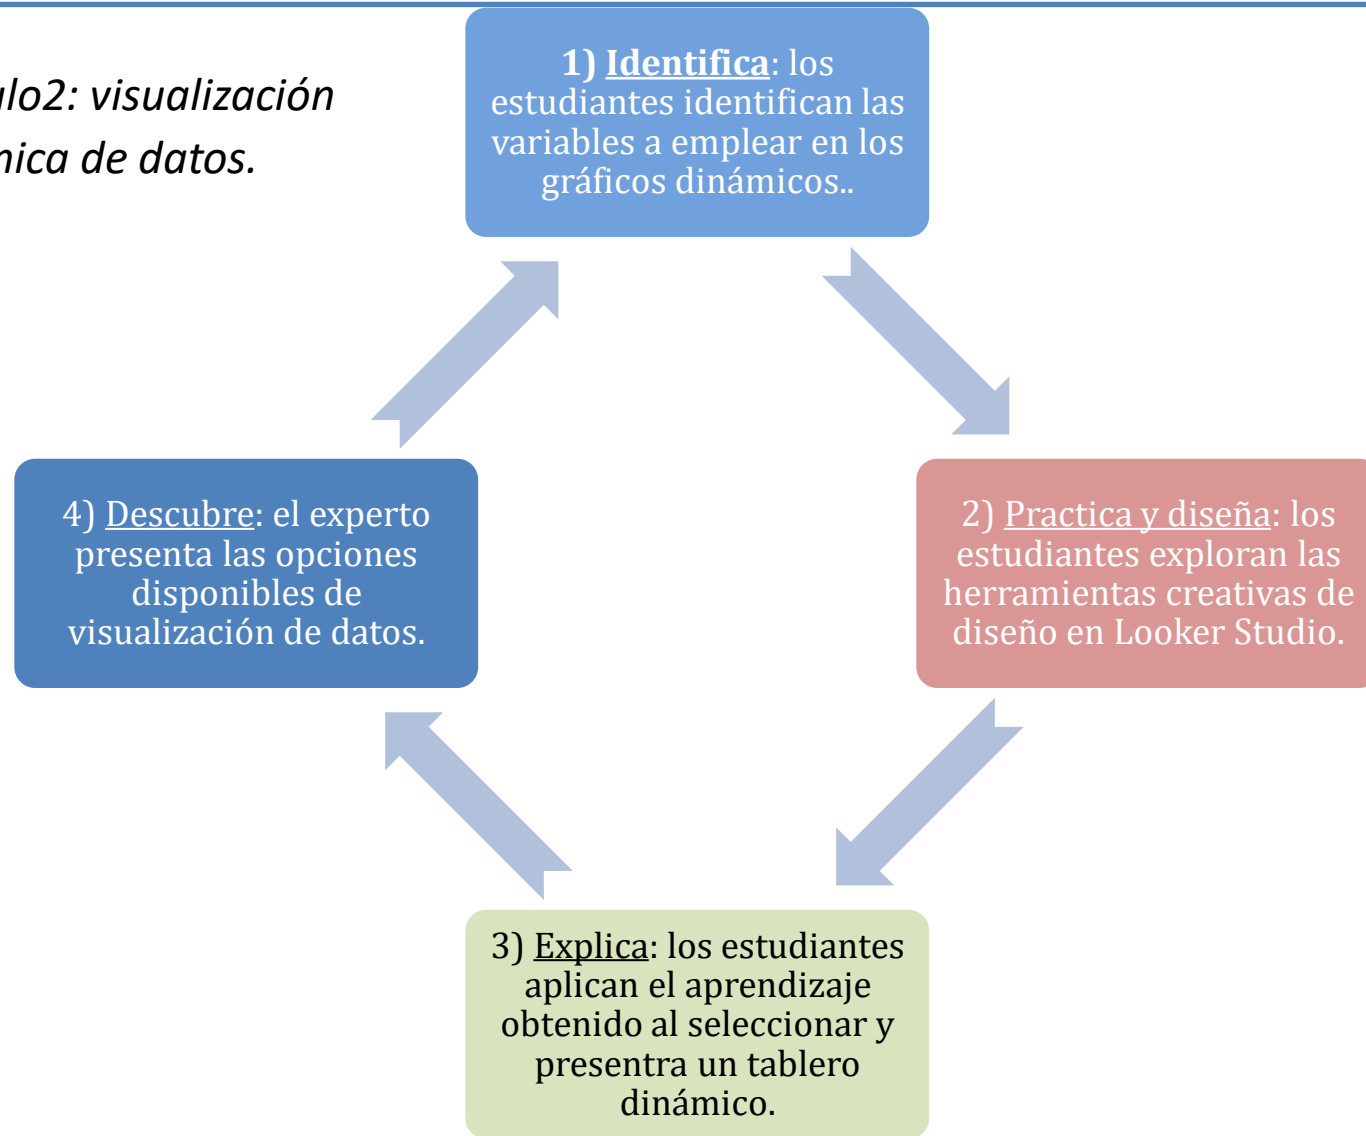 ulo2: visualización
mica de datos.
1) Identifica: los
estudiantes identifican las
variables a emplear en los
gráficos dinámicos..
2) Practica y diseña: los
estudiantes exploran las
herramientas creativas de
diseño en Looker Studio.
3) Explica: los estudiantes
aplican el aprendizaje
obtenido al seleccionar y
presentra un tablero
dinámico.
4) Descubre: el experto
presenta las opciones
disponibles de
visualización de datos.